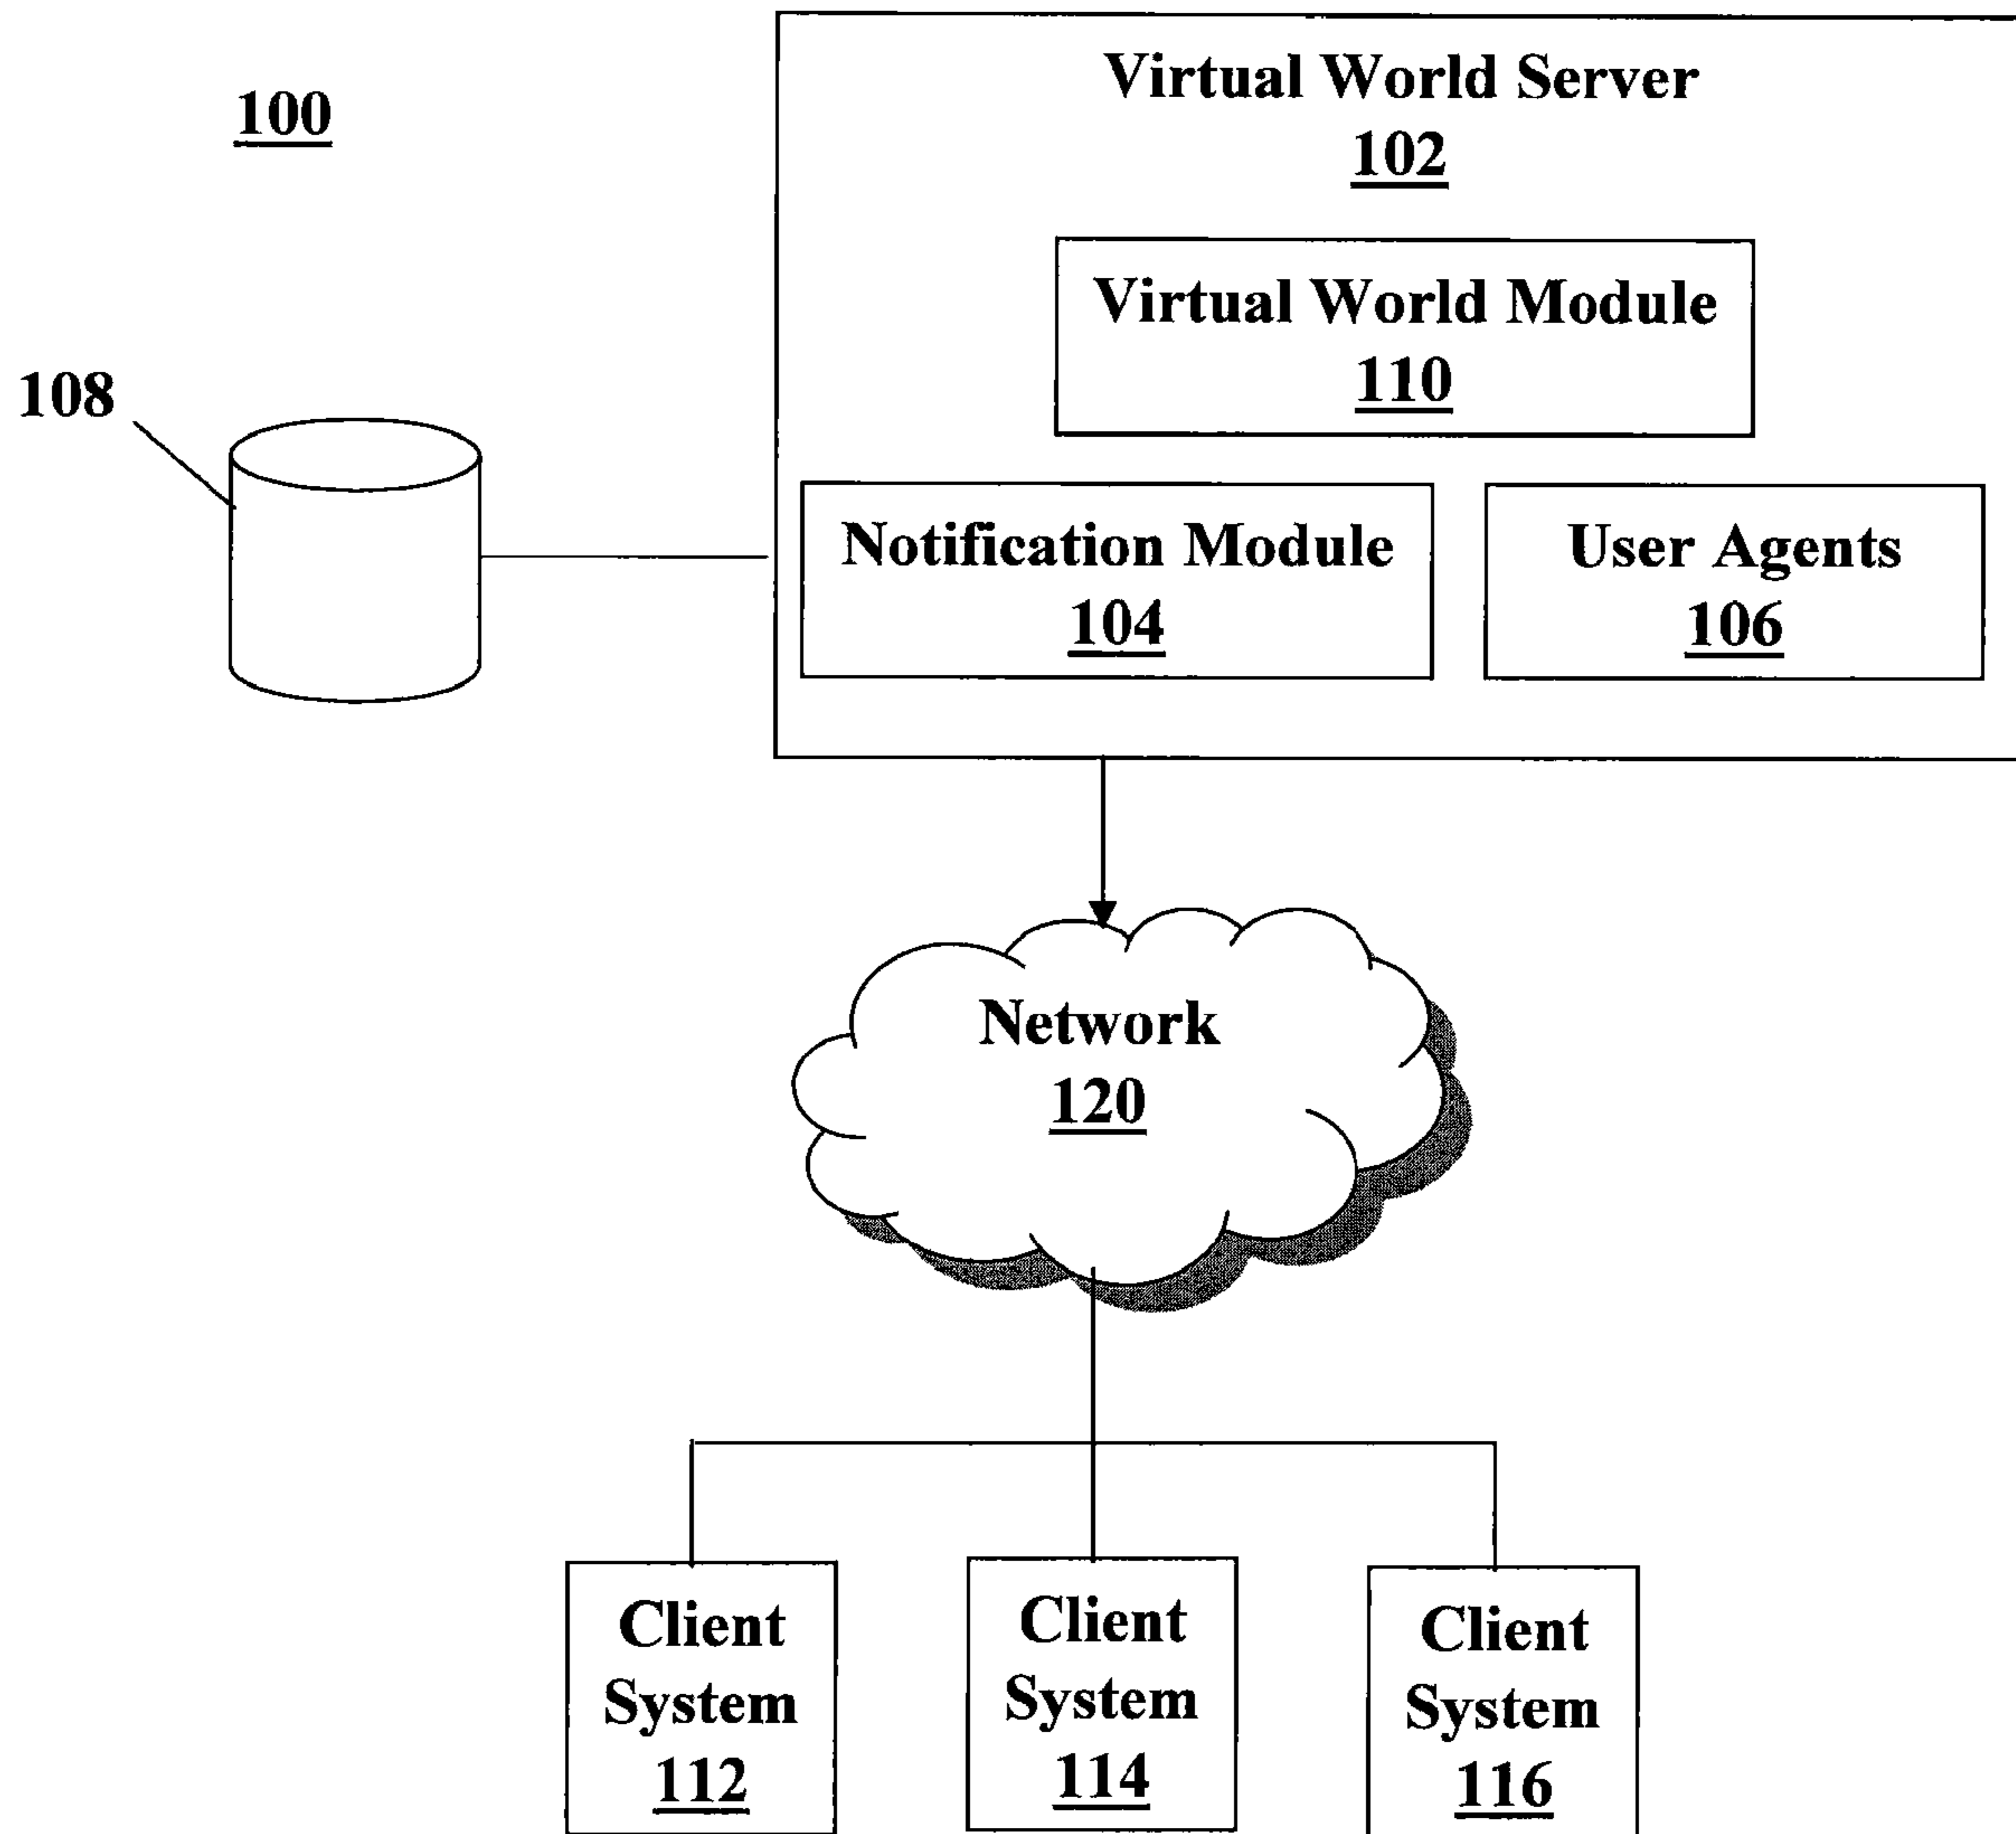 100
Virtual World Server
102
Virtual World Module
110
108
Notification Module
104
User Agents
106
Network
120
Client
System
112
Client
System
114
Client
System
116